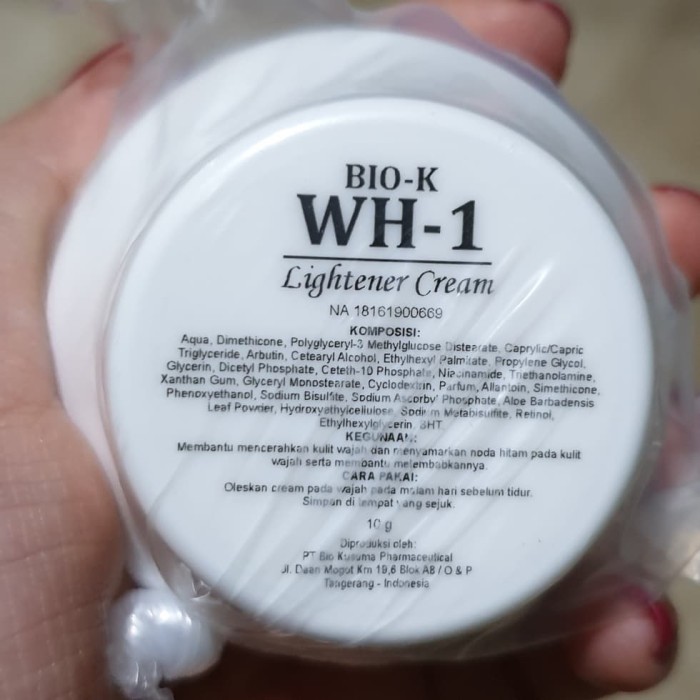 BIO-K
WH-1
Lightener Cream
NA 18161900669
KOMPOSISI:
Aqua, Dimethicone, Polyglyceryl-3 Methylglucose Distearate, Caprylic/Capric
Triglyceride, Arbutin, Cetearyl Alcohol, Ethylhexyl Palmitate, Propylene Glycol,
Glycerin, Dicetyl Phosphate, Ceteth-10 Phosphate, Niacinamide, Triethanolamine,
Xanthan Gum, Glyceryl Monostearate, Cyclodextrin, Parfum, Allantoin, Simethicone,
Phenoxyethanol, Sodium Bisulfite, Sodium Ascorbyl Phosphate, Aloe Barbadensis
Leaf Powder, Hydroxyethylcellulose, Sodium Metabisulfite, Retinol,
Ethylhexylglycerin, BHT
KEGUNAAN:
Membantu mencerahkan kulit wajah dan menyamarkan noda hitam pada kulit
wajah serta membantu melembabkannya.
CARA PAKAI:
Oleskan cream pada wajah pada malam hari sebelum tidur.
Simpan di tempat yang sejuk.
10 g
Diproduksi oleh:
PT Bio Kusuma Pharmaceutical
Jl. Daan Mogot Km 19,6 Blok AB / O & P
Tangerang - Indonesia